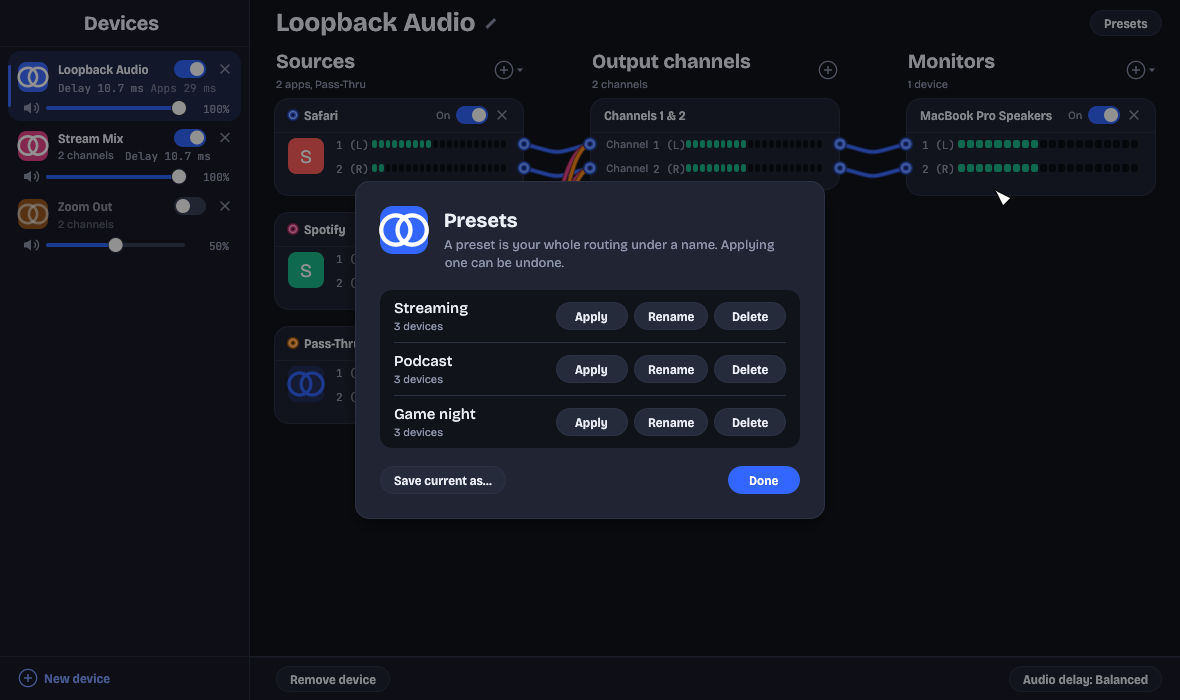 Devices
Loopback Audio
Delay 10.7 ms Apps 29 ms
100%
Stream Mix
2 channels Delay 10.7 ms
100%
Zoom Out
2 channels
50%
New device
Loopback Audio
Presets
Sources
2 apps, Pass-Thru
Output channels
2 channels
Monitors
1 device
Safari On
S
1 (L)
2 (R)
Channels 1 & 2
Channel 1 (L)
Channel 2 (R)
MacBook Pro Speakers On
1 (L)
2 (R)
Spotify
S
1 (
2 (
Pass-Thru
1 (
2 (
Presets
A preset is your whole routing under a name. Applying
one can be undone.
Streaming
3 devices
Apply Rename Delete
Podcast
3 devices
Apply Rename Delete
Game night
3 devices
Apply Rename Delete
Save current as...
Done
Remove device
Audio delay: Balanced